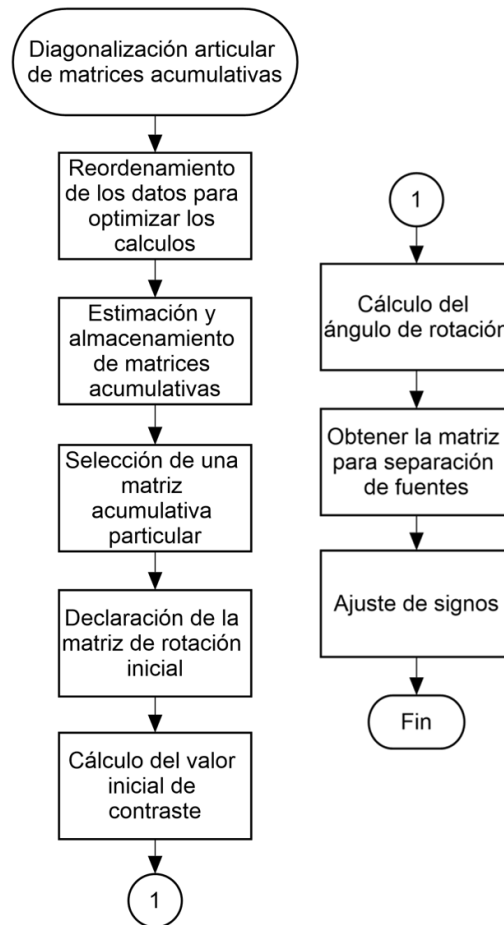 Diagonalización articular
de matrices acumulativas
Reordenamiento
de los datos para
optimizar los
calculos
Estimación y
almacenamiento
de matrices
acumulativas
Selección de una
matriz
acumulativa
particular
Declaración de la
matriz de rotación
inicial
Cálculo del valor
inicial de
contraste
1
1
Cálculo del
ángulo de rotación
Obtener la matriz
para separación
de fuentes
Ajuste de signos
Fin